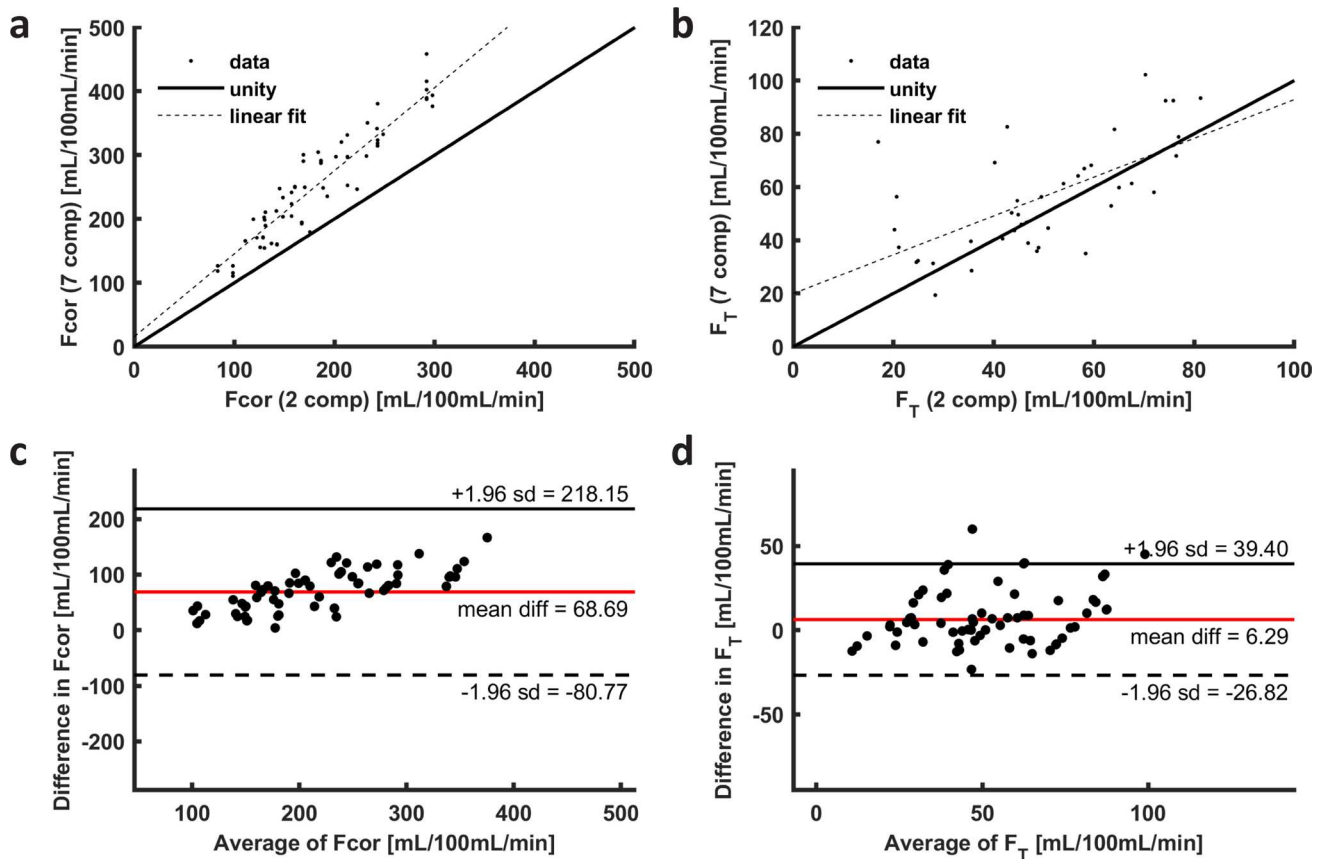 a
Fcor (7 comp) [mL/100mL/min]
500
400
300
200
100
0
data
unity
linear fit
0 100 200 300 400 500
Fcor (2 comp) [mL/100mL/min]
b
F_T (7 comp) [mL/100mL/min]
120
100
80
60
40
20
0
data
unity
linear fit
0 20 40 60 80 100
F_T (2 comp) [mL/100mL/min]
c
Difference in Fcor [mL/100mL/min]
200
100
0
-100
-200
+1.96 sd = 218.15
mean diff = 68.69
-1.96 sd = -80.77
100 200 300 400 500
Average of Fcor [mL/100mL/min]
d
Difference in F_T [mL/100mL/min]
50
0
-50
+1.96 sd = 39.40
mean diff = 6.29
-1.96 sd = -26.82
0 50 100
Average of F_T [mL/100mL/min]